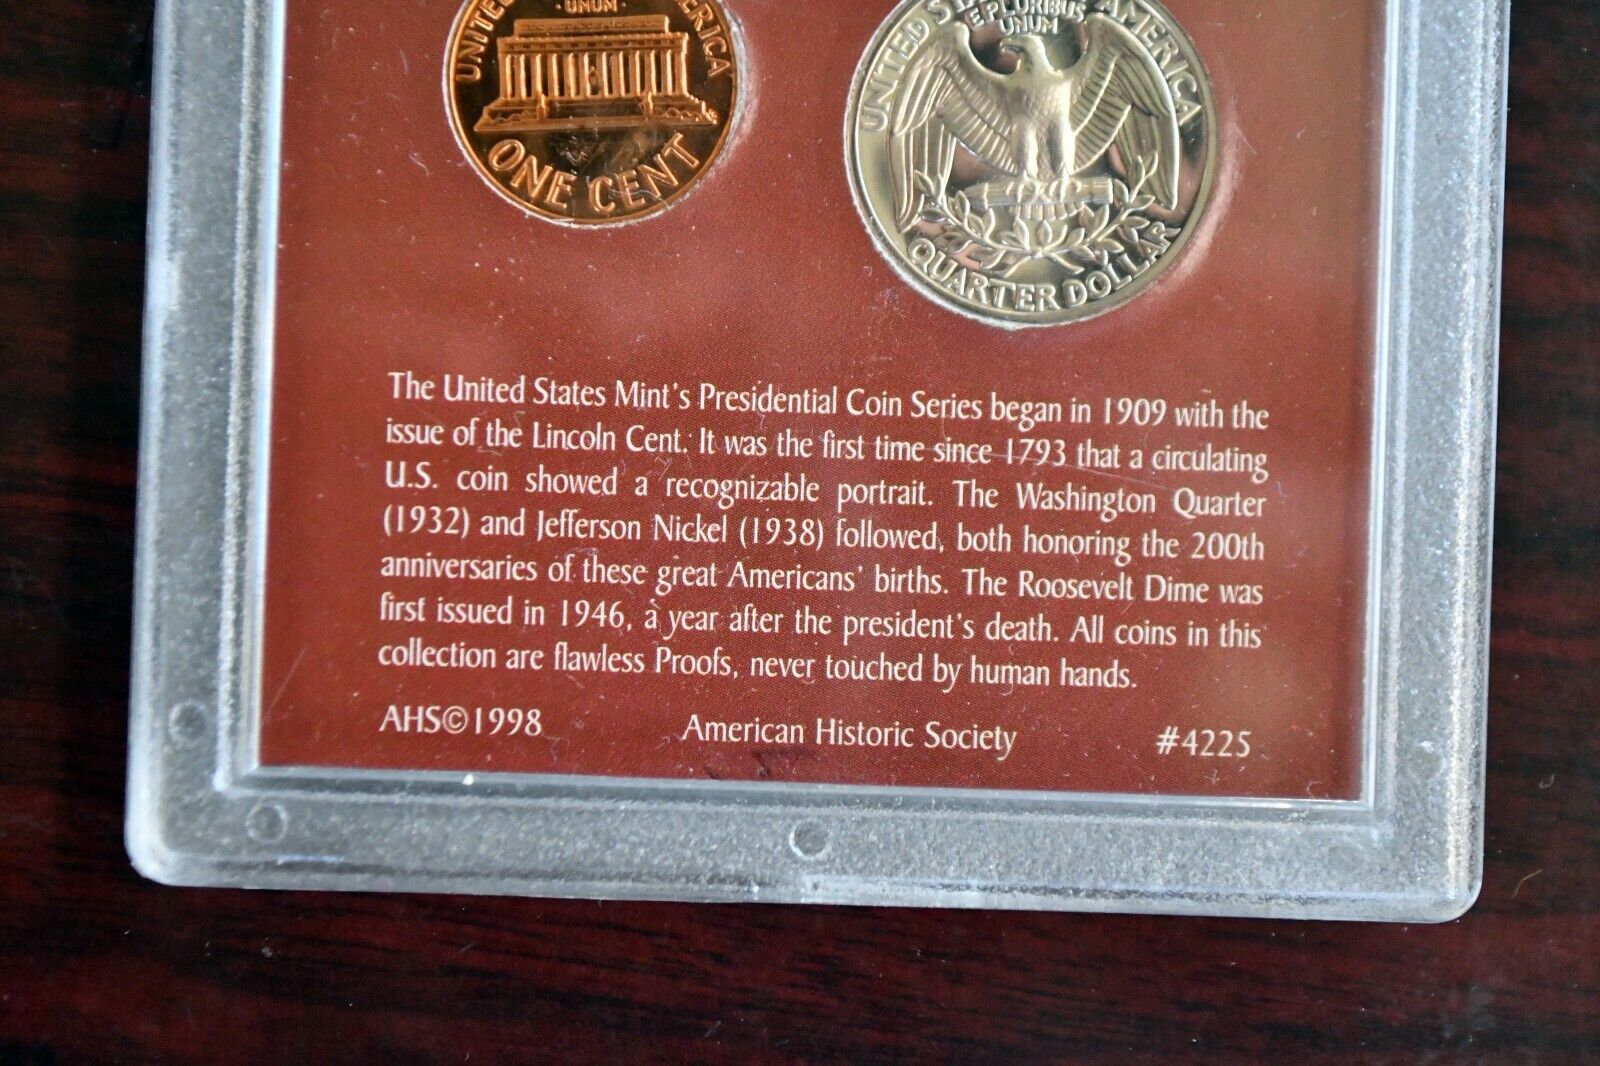 UNUM
UNITED AMERICA
ONE CENT
UNITED STATES AMERICA
E PLURIBUS
UNUM
QUARTER DOLLAR
The United States Mint's Presidential Coin Series began in 1909 with the
issue of the Lincoln Cent. It was the first time since 1793 that a circulating
U.S. coin showed a recognizable portrait. The Washington Quarter
(1932) and Jefferson Nickel (1938) followed, both honoring the 200th
anniversaries of these great Americans' births. The Roosevelt Dime was
first issued in 1946, a year after the president's death. All coins in this
collection are flawless Proofs, never touched by human hands.
AHS©1998 American Historic Society #4225